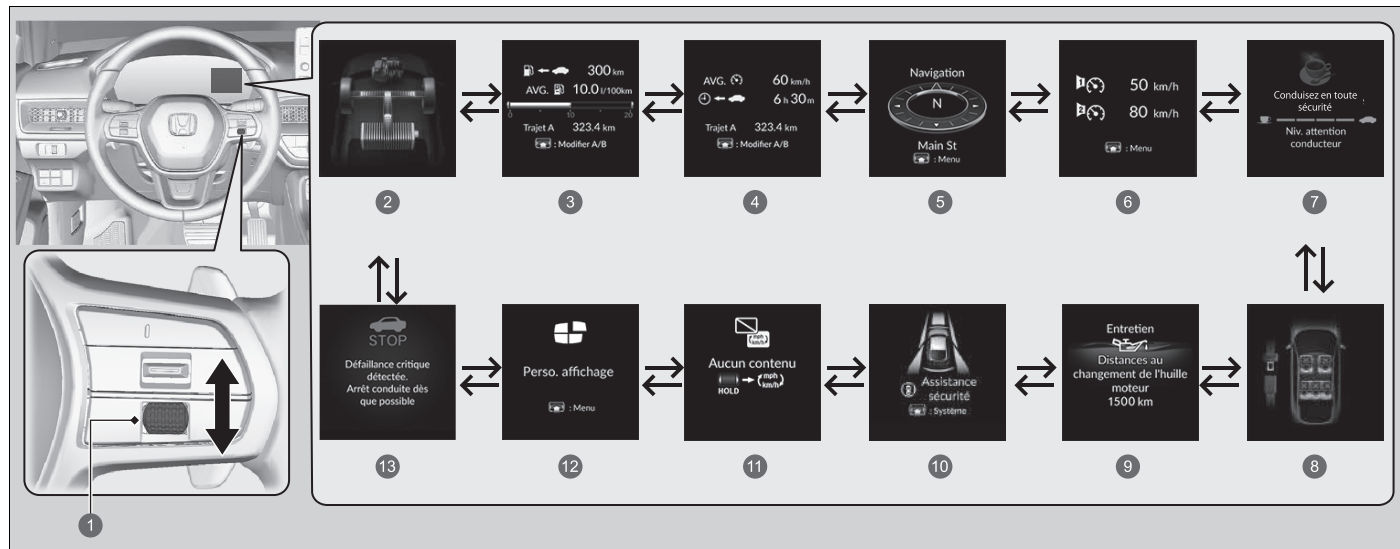 300 km
AVG. 10.0 l/100km
0 10 20
Trajet A 323.4 km
: Modifier A/B
AVG. 60 km/h
6 h 30 m
Trajet A 323.4 km
: Modifier A/B
Navigation
N
Main St
: Menu
1 50 km/h
2 80 km/h
: Menu
Conduisez en toute
sécurité
Niv. attention
conducteur
2
3
4
5
6
7
STOP
Défaillance critique
détectée.
Arrêt conduite dès
que possible
Perso. affichage
: Menu
mph
km/h
Aucun contenu
HOLD
mph
km/h
Assistance
sécurité
: Système
Entretien
Distances au
changement de l'huille
moteur
1500 km
13
12
11
10
9
8
1